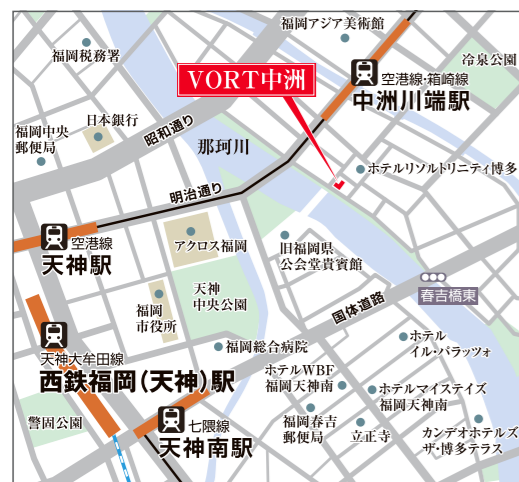 福岡アジア美術館
福岡税務署
冷泉公園
VORT中洲
空港線・箱崎線
中洲川端駅
日本銀行
福岡中央
郵便局
昭和通り
那珂川
ホテルリソルトリニティ博多
明治通り
空港線
天神駅
アクロス福岡
旧福岡県
公会堂貴賓館
天神
中央公園
春吉橋東
福岡
市役所
国体道路
天神大牟田線
西鉄福岡(天神)駅
福岡総合病院
ホテル
イル・パラッツォ
ホテルWBF
福岡天神南
ホテルマイステイズ
福岡天神南
警固公園
七隈線
天神南駅
福岡春吉
郵便局
立正寺
カンデオホテルズ
ザ・博多テラス